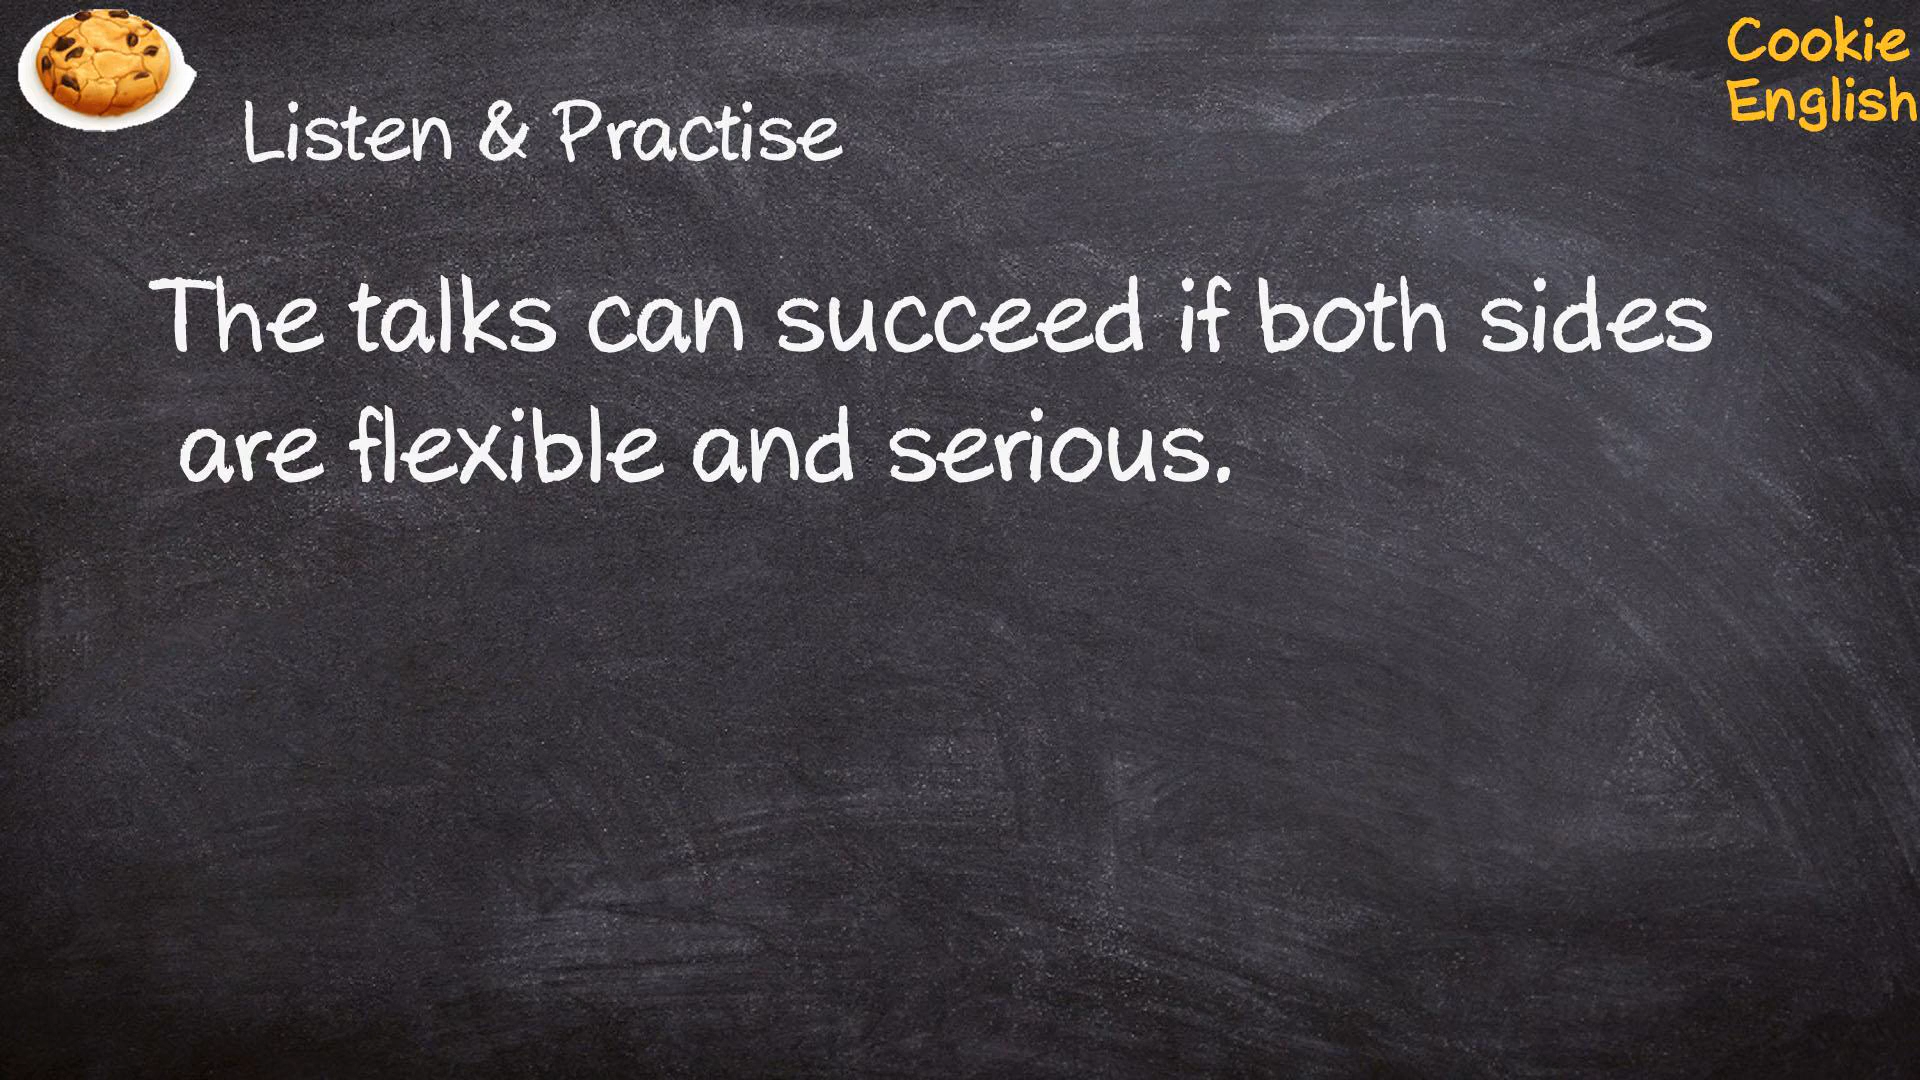 Cookie
English
Listen & Practise
The talks can succeed if both sides
are flexible and serious.